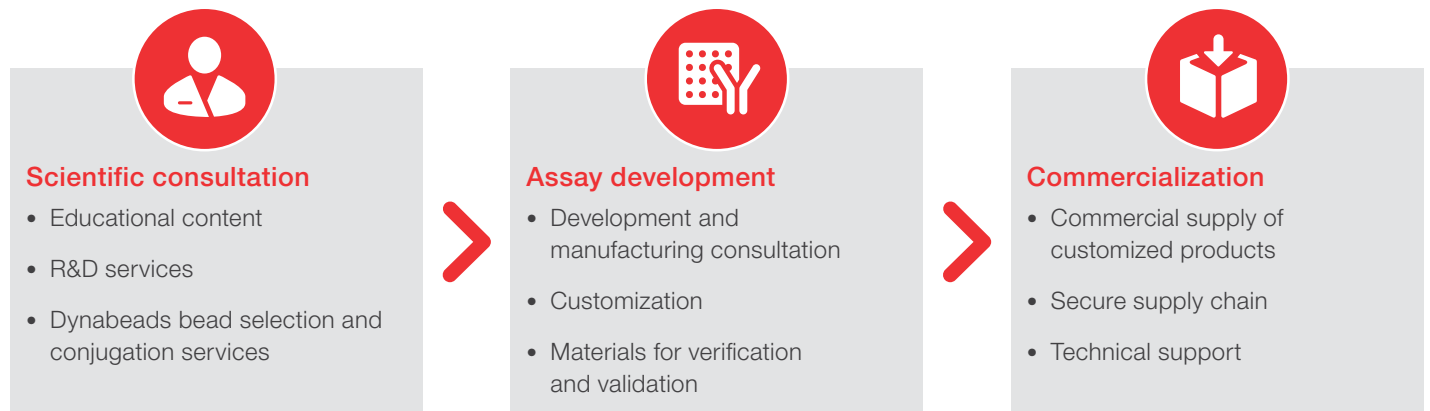 Scientific consultation
• Educational content
• R&D services
• Dynabeads bead selection and
conjugation services
Assay development
• Development and
manufacturing consultation
• Customization
• Materials for verification
and validation
Commercialization
• Commercial supply of
customized products
• Secure supply chain
• Technical support